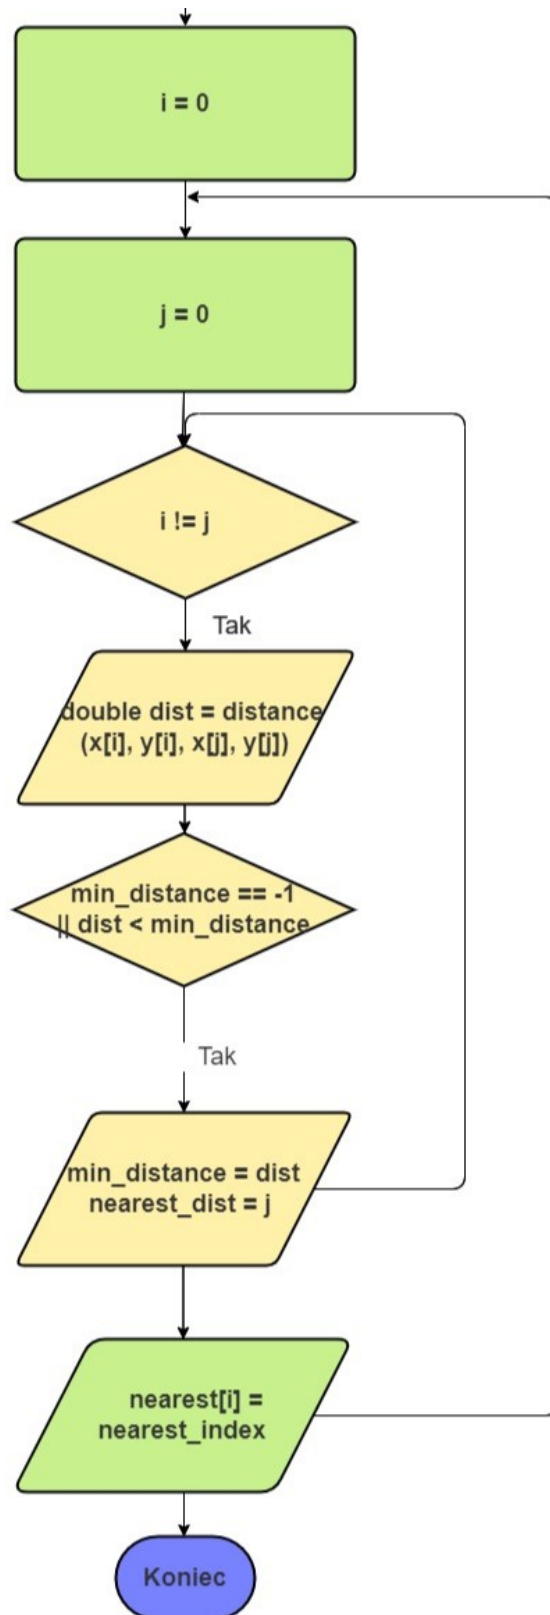 i = 0
j = 0
i != j
Tak
double dist = distance
(x[i], y[i], x[j], y[j])
min_distance == -1
|| dist < min_distance
Tak
min_distance = dist
nearest_dist = j
nearest[i] =
nearest_index
Koniec